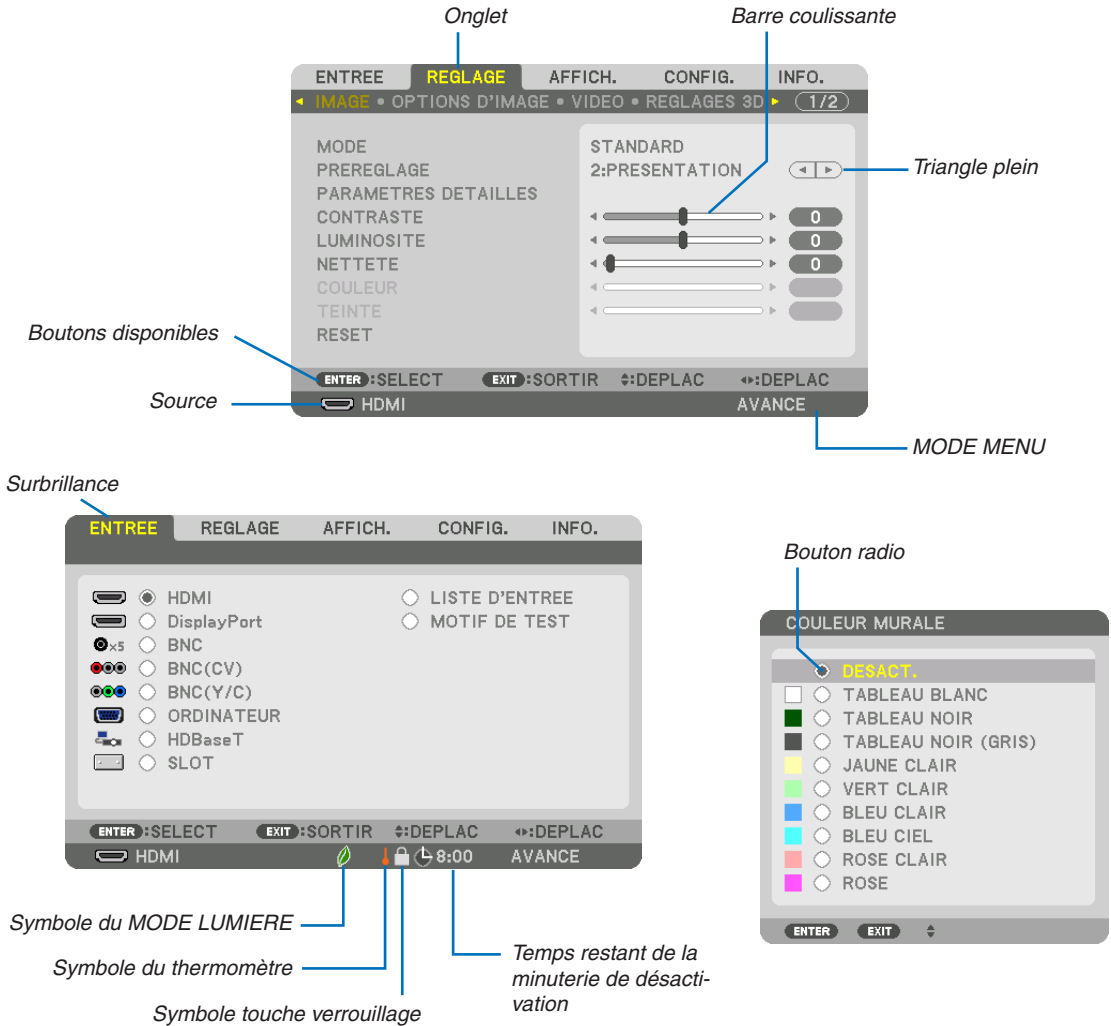 Onglet
Barre coulissante
ENTREE REGLAGE AFFICH. CONFIG. INFO.
IMAGE • OPTIONS D'IMAGE • VIDEO • REGLAGES 3D 1/2
MODE STANDARD
PREREGLAGE 2:PRESENTATION
Triangle plein
PARAMETRES DETAILLES
CONTRASTE 0
LUMINOSITE 0
NETTETE 0
COULEUR
TEINTE
RESET
Boutons disponibles
ENTER :SELECT EXIT :SORTIR :DEPLAC :DEPLAC
Source
HDMI AVANCE
MODE MENU
Surbrillance
ENTREE REGLAGE AFFICH. CONFIG. INFO.
HDMI LISTE D'ENTREE
DisplayPort MOTIF DE TEST
×5 BNC
BNC(CV)
BNC(Y/C)
ORDINATEUR
HDBaseT
SLOT
ENTER :SELECT EXIT :SORTIR :DEPLAC :DEPLAC
HDMI 8:00 AVANCE
Symbole du MODE LUMIERE
Symbole du thermomètre
Symbole touche verrouillage
Temps restant de la
minuterie de désacti-
vation
Bouton radio
COULEUR MURALE
DESACT.
TABLEAU BLANC
TABLEAU NOIR
TABLEAU NOIR (GRIS)
JAUNE CLAIR
VERT CLAIR
BLEU CLAIR
BLEU CIEL
ROSE CLAIR
ROSE
ENTER EXIT